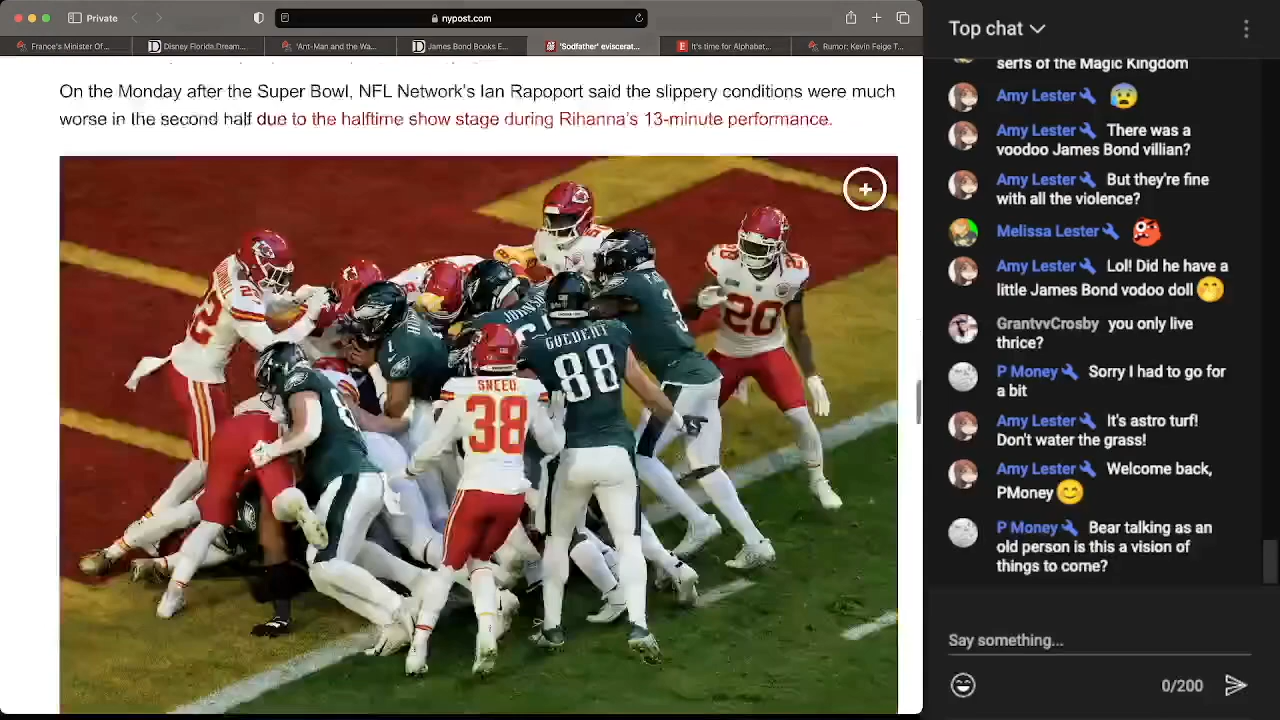 Private
nypost.com
France's Minister Of...
Disney Florida Dream...
'Ant-Man and the Wa...
James Bond Books E...
'Sodfather' eviscerat...
It's time for Alphabet,...
Rumor: Kevin Feige T...
On the Monday after the Super Bowl, NFL Network's Ian Rapoport said the slippery conditions were much
worse in the second half due to the halftime show stage during Rihanna's 13-minute performance.
JOHNSON
GOEDERT
88
SNEED
38
20
Top chat
serfs of the Magic Kingdom
Amy Lester
Amy Lester There was a
voodoo James Bond villian?
Amy Lester But they're fine
with all the violence?
Melissa Lester
Amy Lester Lol! Did he have a
little James Bond vodoo doll
GrantvvCrosby you only live
thrice?
P Money Sorry I had to go for
a bit
Amy Lester It's astro turf!
Don't water the grass!
Amy Lester Welcome back,
PMoney
P Money Bear talking as an
old person is this a vision of
things to come?
Say something...
0/200